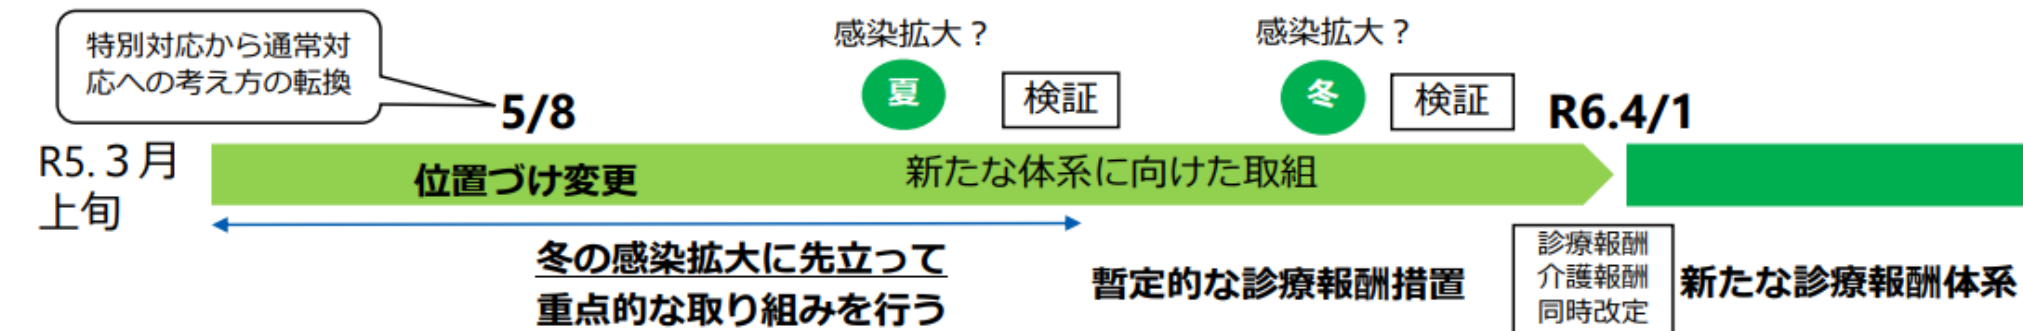 特別対応から通常対
応への考え方の転換
感染拡大？
感染拡大？
夏
検証
冬
検証
5/8
R6.4/1
R5.３月
上旬
位置づけ変更
新たな体系に向けた取組
冬の感染拡大に先立って
重点的な取り組みを行う
暫定的な診療報酬措置
診療報酬
介護報酬
同時改定
新たな診療報酬体系